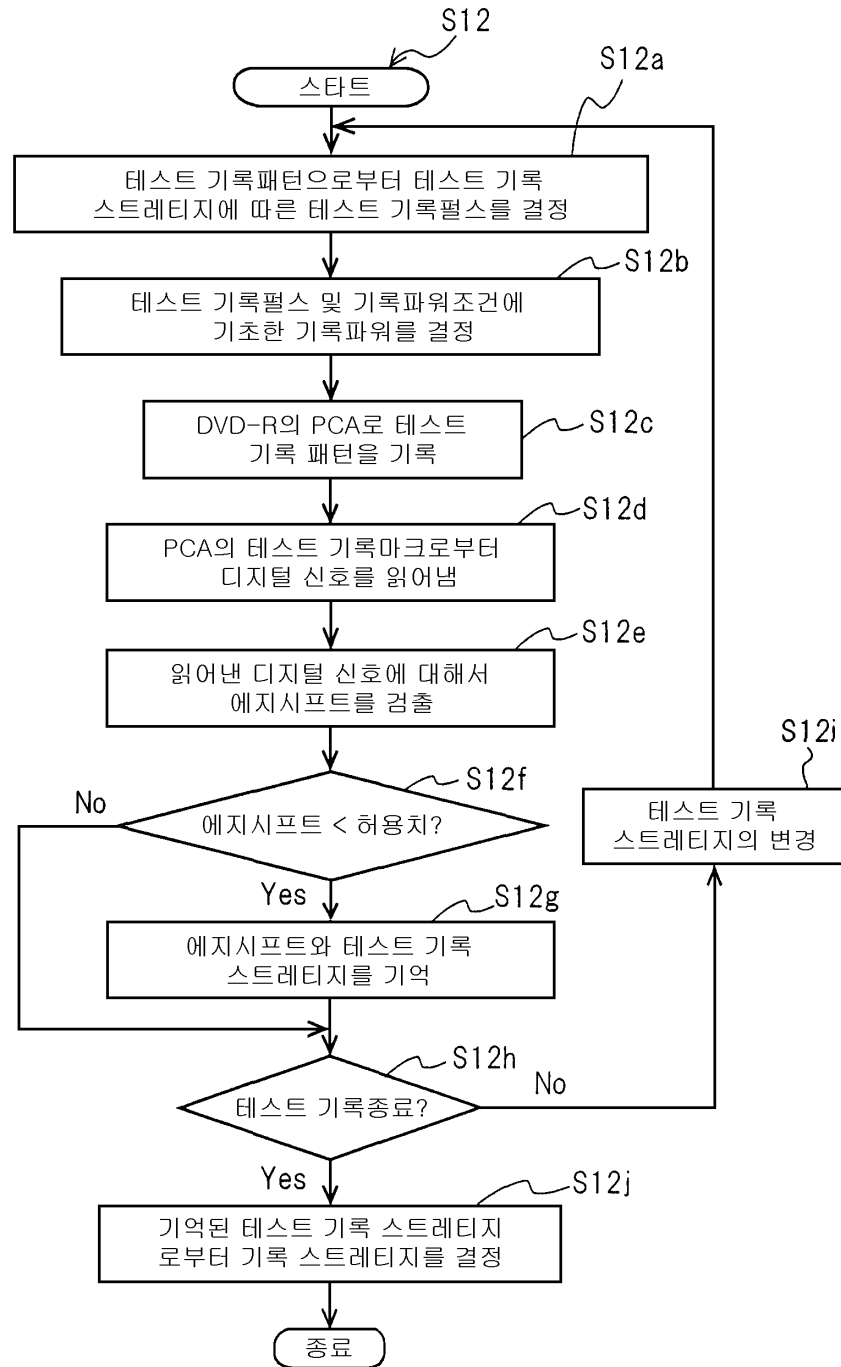 S12
스타트
S12a
테스트 기록패턴으로부터 테스트 기록
스트레티지에 따른 테스트 기록펄스를 결정
S12b
테스트 기록펄스 및 기록파워조건에
기초한 기록파워를 결정
S12c
DVD-R의 PCA로 테스트
기록 패턴을 기록
S12d
PCA의 테스트 기록마크로부터
디지털 신호를 읽어냄
S12e
읽어낸 디지털 신호에 대해서
에지시프트를 검출
S12f
No
에지시프트 < 허용치?
Yes
S12i
테스트 기록
스트레티지의 변경
S12g
에지시프트와 테스트 기록
스트레티지를 기억
S12h
테스트 기록종료?
No
Yes
S12j
기억된 테스트 기록 스트레티지
로부터 기록 스트레티지를 결정
종료